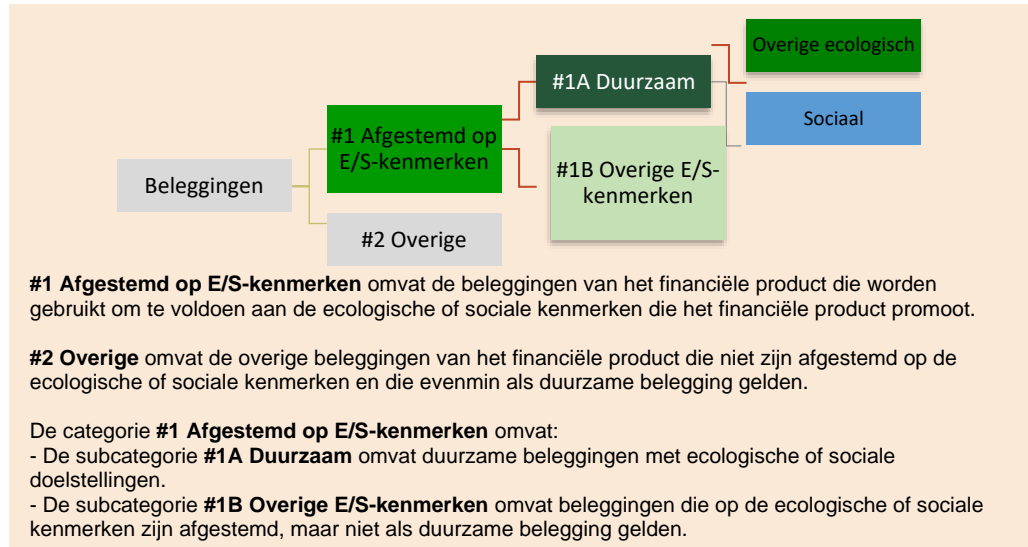 Overige ecologisch
#1A Duurzaam
Sociaal
#1 Afgestemd op
E/S-kenmerken
#1B Overige E/S-
kenmerken
Beleggingen
#2 Overige
#1 Afgestemd op E/S-kenmerken omvat de beleggingen van het financiële product die worden
gebruikt om te voldoen aan de ecologische of sociale kenmerken die het financiële product promoot.
#2 Overige omvat de overige beleggingen van het financiële product die niet zijn afgestemd op de
ecologische of sociale kenmerken en die evenmin als duurzame belegging gelden.
De categorie #1 Afgestemd op E/S-kenmerken omvat:
- De subcategorie #1A Duurzaam omvat duurzame beleggingen met ecologische of sociale
doelstellingen.
- De subcategorie #1B Overige E/S-kenmerken omvat beleggingen die op de ecologische of sociale
kenmerken zijn afgestemd, maar niet als duurzame belegging gelden.